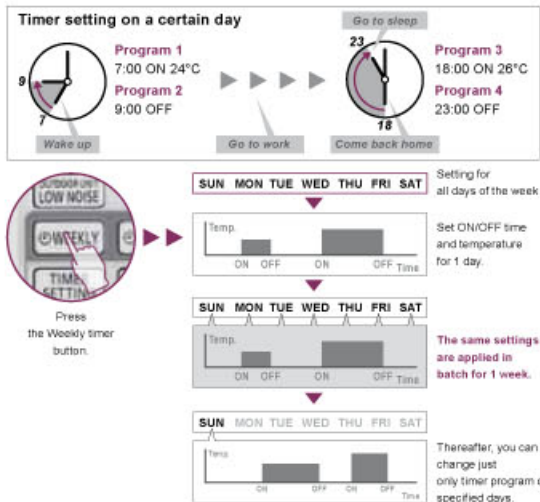 Timer setting on a certain day
Program 1
7:00 ON 24°C
Program 2
9:00 OFF
9
7
Wake up
Go to work
Go to sleep
23
18
Come back home
Program 3
18:00 ON 26°C
Program 4
23:00 OFF
OUTDOOR UNIT
LOW NOISE
WEEKLY
TIMER
SETTING
Press
the Weekly timer
button.
SUN MON TUE WED THU FRI SAT
Setting for
all days of the week
Temp.
ON OFF ON OFF Time
Set ON/OFF time
and temperature
for 1 day.
SUN MON TUE WED THU FRI SAT
Temp.
ON OFF ON OFF Time
The same settings
are applied in
batch for 1 week.
SUN MON TUE WED THU FRI SAT
Temp.
ON OFF ON OFF Time
Thereafter, you can
change just
only timer program
specified days.